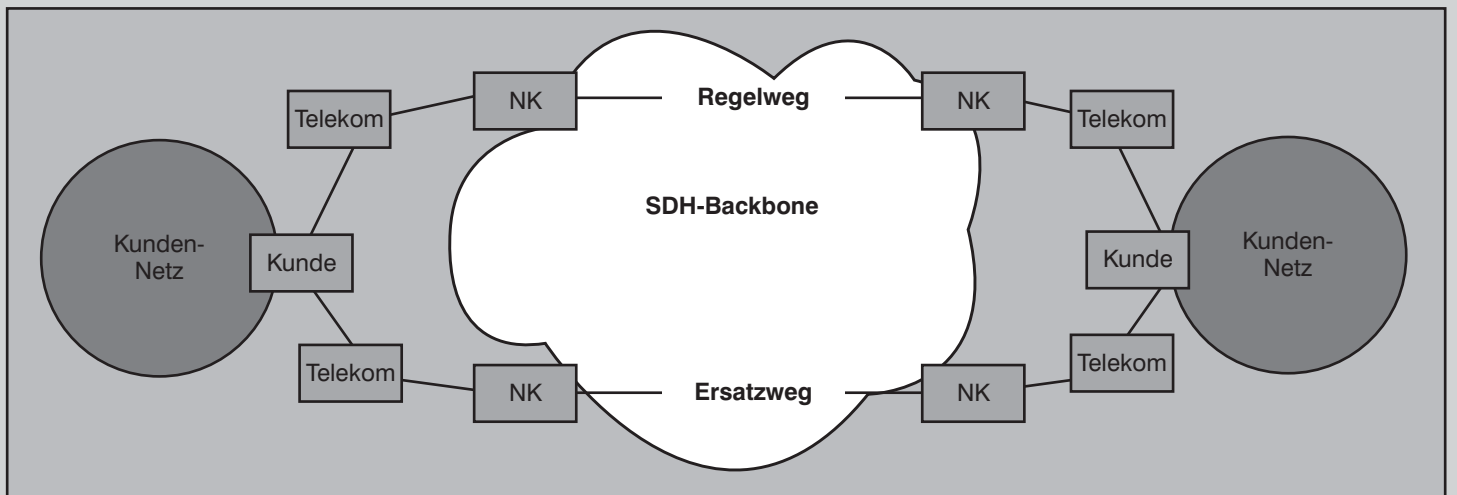 NK
Regelweg
NK
Telekom
Telekom
SDH-Backbone
Kunden-
Netz
Kunde
Kunde
Kunden-
Netz
Telekom
Telekom
NK
Ersatzweg
NK